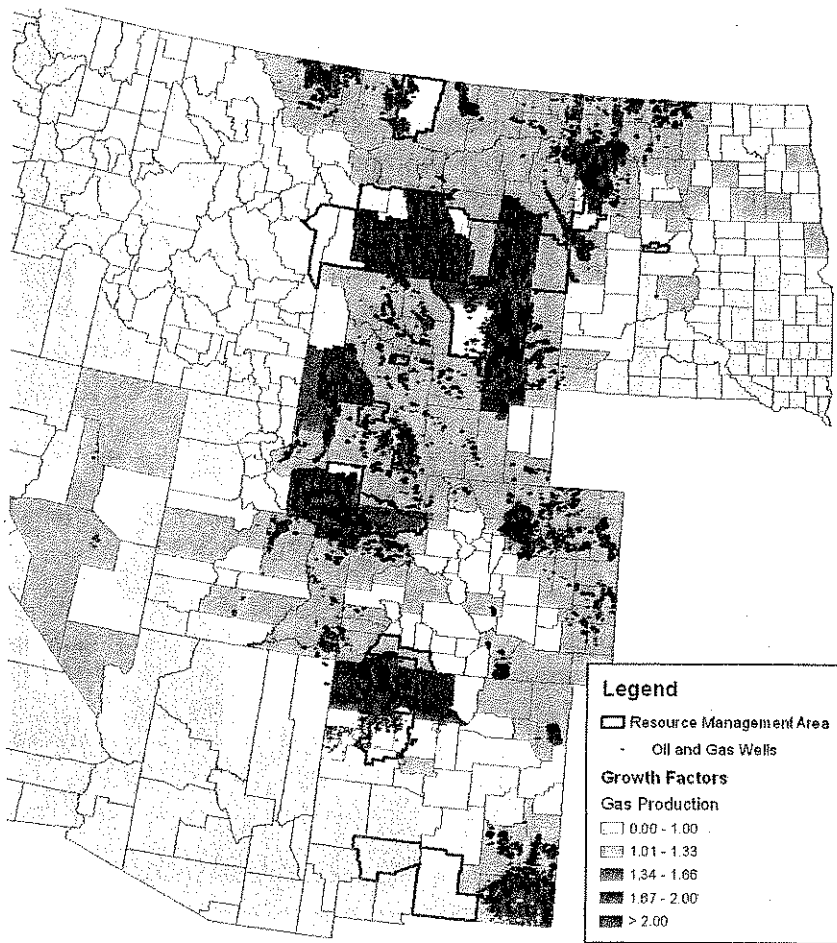 Legend
Resource Management Area
Oil and Gas Wells
Growth Factors
Gas Production
0.00 - 1.00
1.01 - 1.33
1.34 - 1.66
1.67 - 2.00
> 2.00